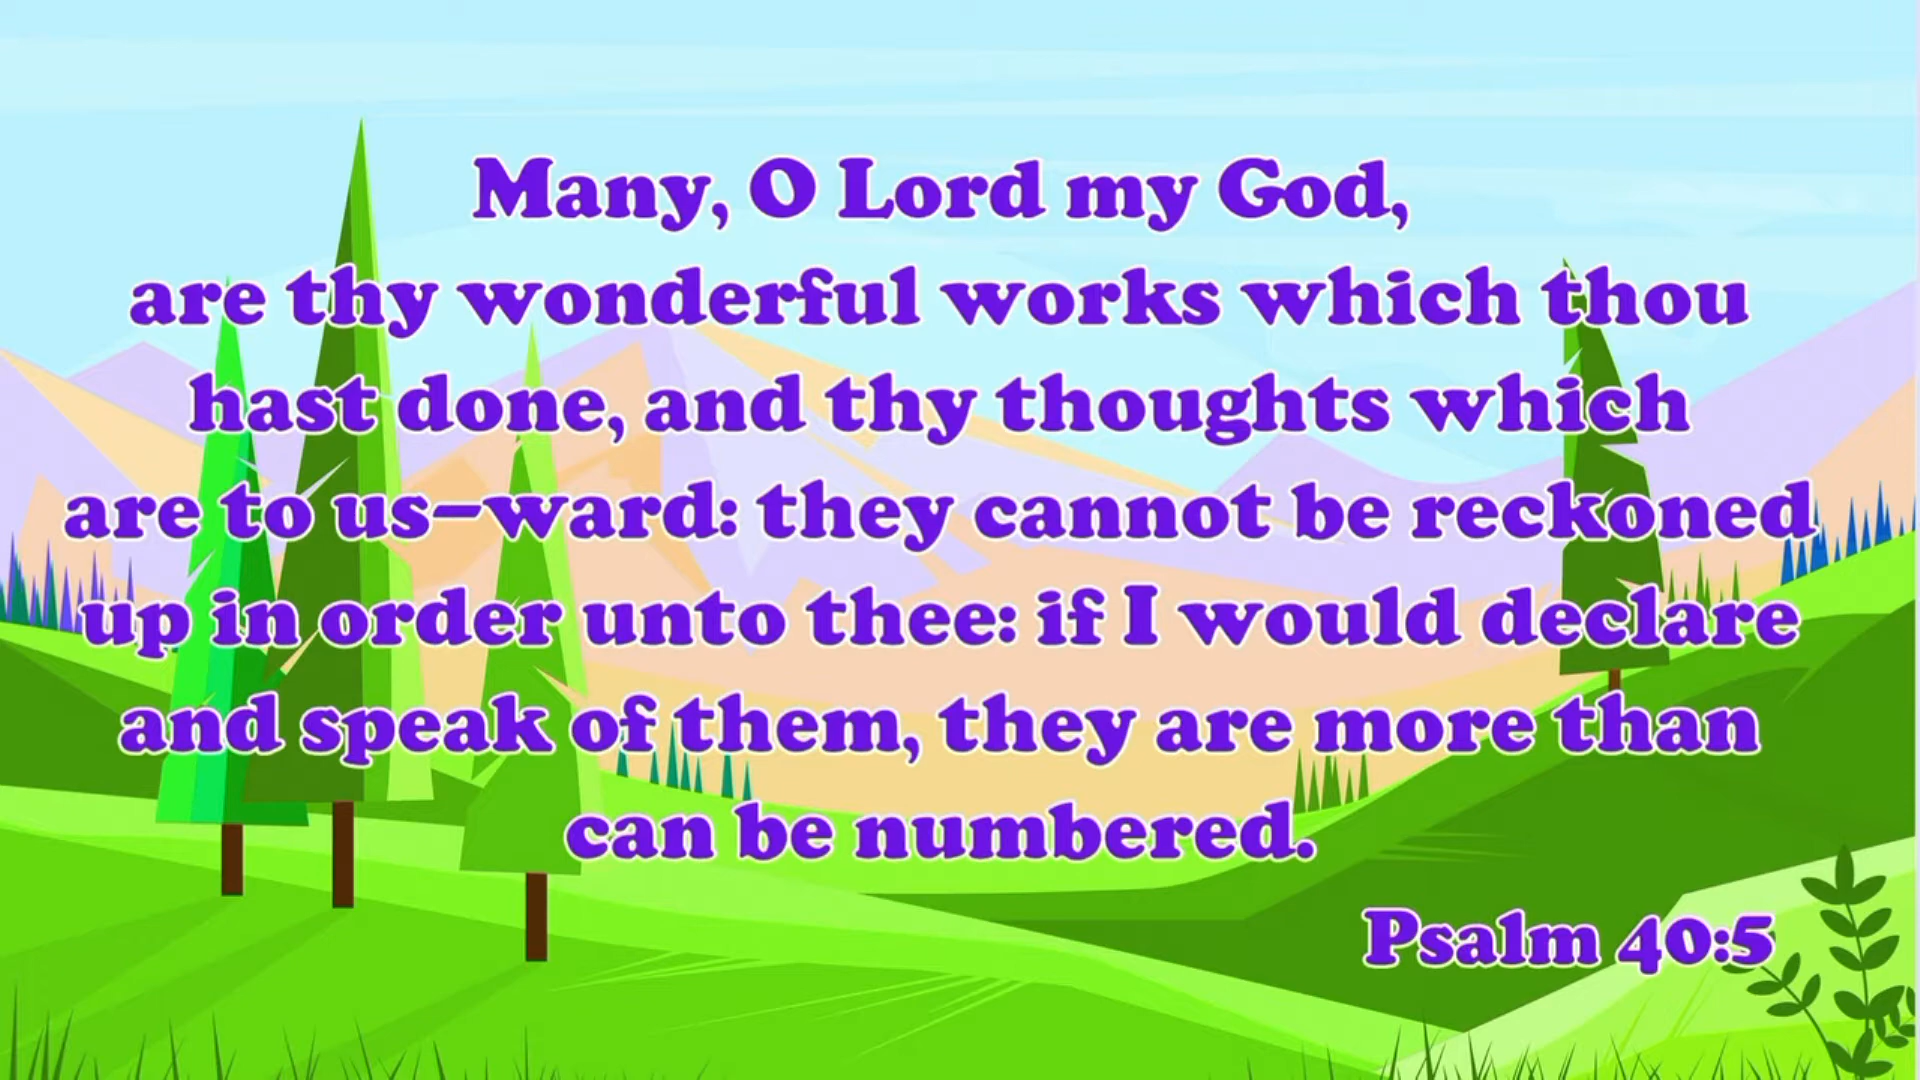 Many, O Lord my God,
are thy wonderful works which thou
hast done, and thy thoughts which
are to us–ward: they cannot be reckoned
up in order unto thee: if I would declare
and speak of them, they are more than
can be numbered.
Psalm 40:5